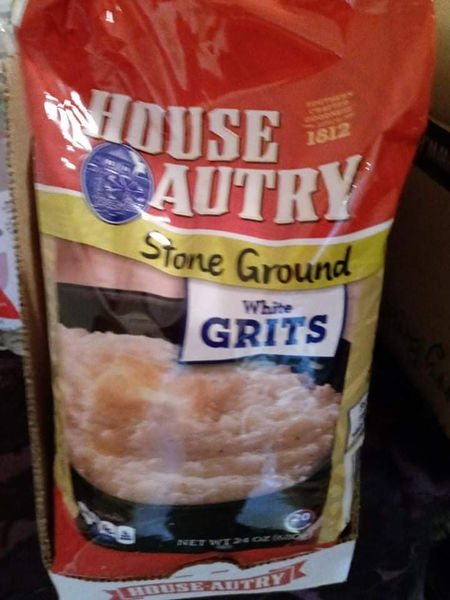 HOUSE
AUTRY
1812
Stone Ground
White
GRITS
NET WT 24 OZ
HOUSE-AUTRY